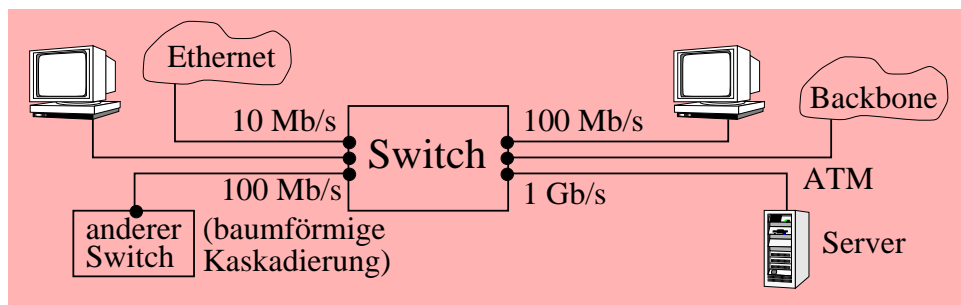 Ethernet
Backbone
10 Mb/s
Switch
100 Mb/s
100 Mb/s
1 Gb/s
ATM
anderer
Switch
(baumförmige
Kaskadierung)
Server